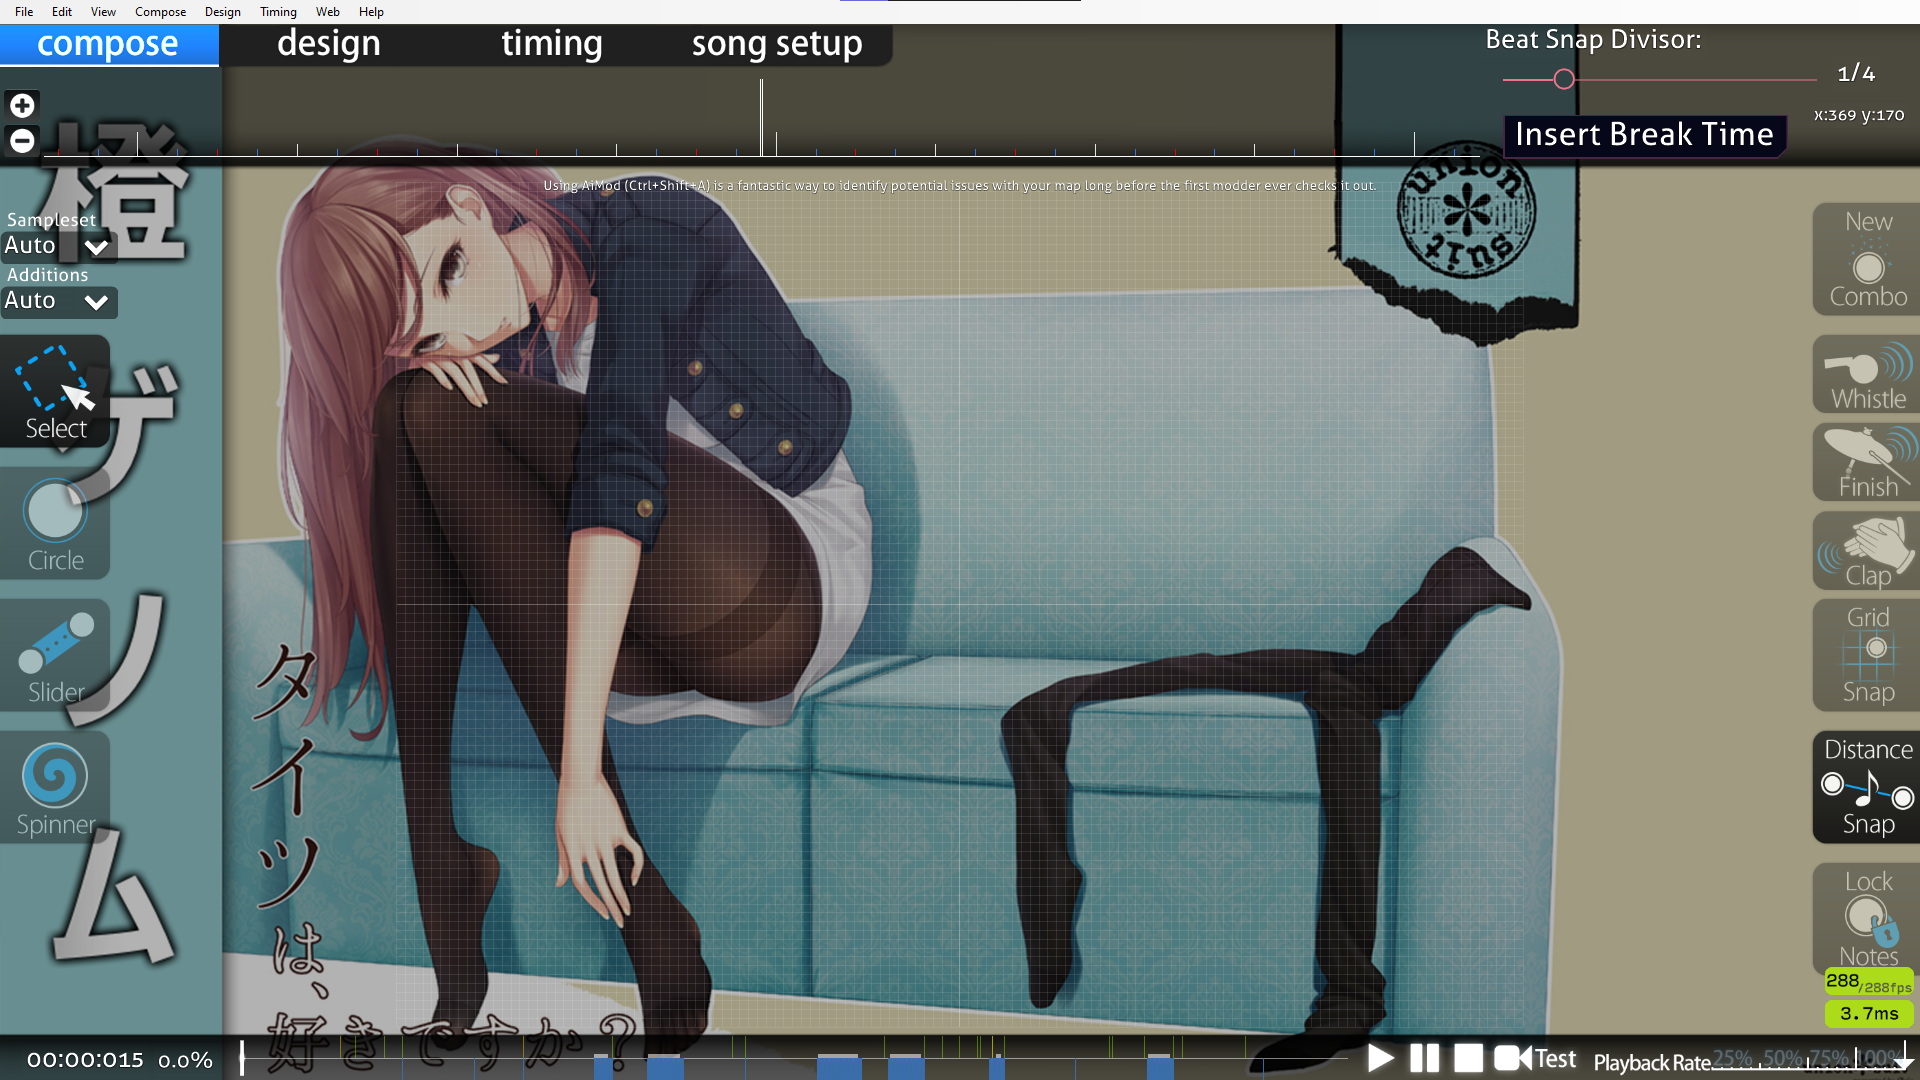 File Edit View Compose Design Timing Web Help
compose design timing song setup
Beat Snap Divisor:
1/4
x:369 y:170
Insert Break Time
Using AiMod (Ctrl+Shift+A) is a fantastic way to identify potential issues with your map long before the first modder ever checks it out.
union
suit
Sampleset
Auto
Additions
Auto
Select
Circle
Slider
Spinner
橙
ゲ
ノ
ム
タイツは、
好きですか?
New
Combo
Whistle
Finish
Clap
Grid
Snap
Distance
Snap
Lock
Notes
288/288fps
3.7ms
00:00:015 0.0%
Test
Playback Rate 25% 50% 75% 100%